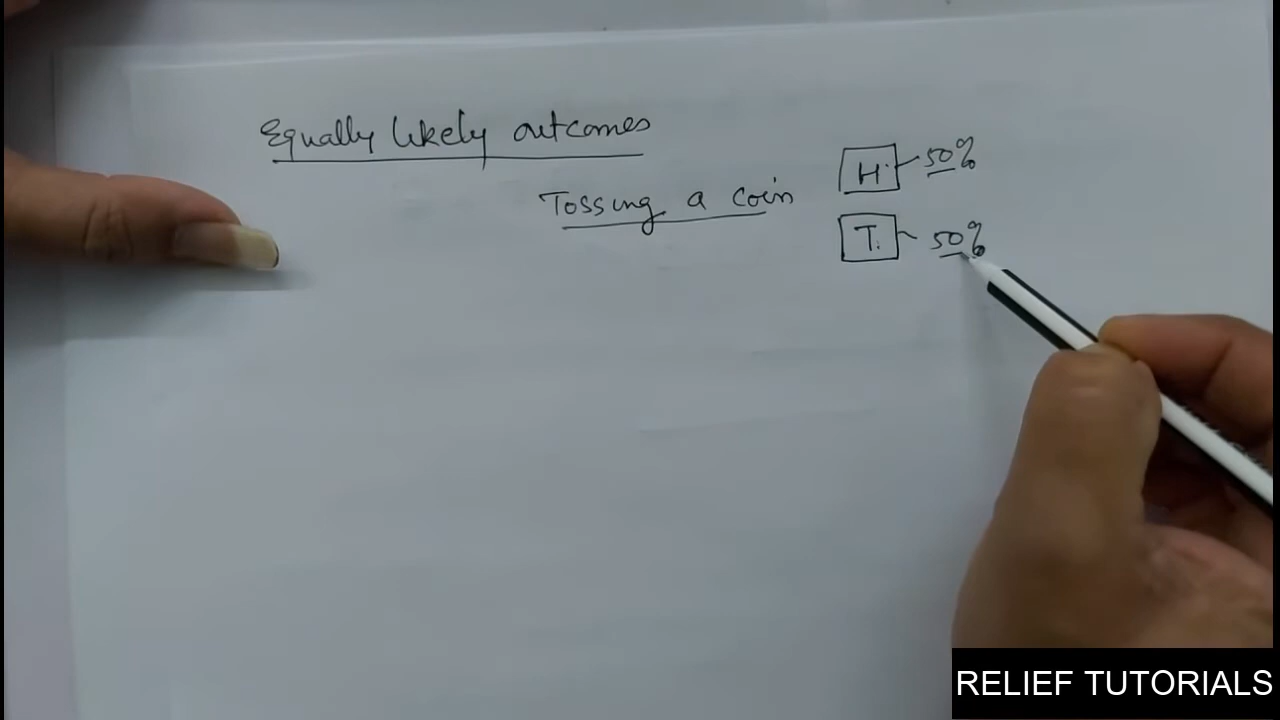 Equally likely outcomes
Tossing a coin
H 50%
T 50%
RELIEF TUTORIALS